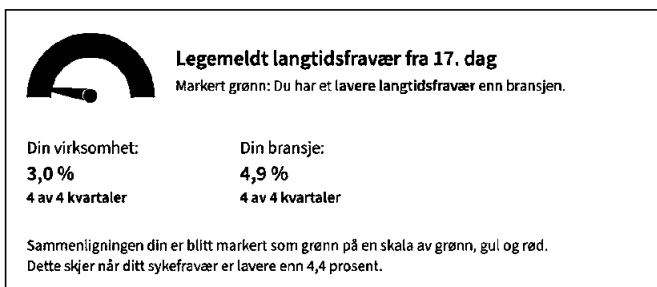 Legemeldt langtidsfravær fra 17. dag
Markert grønn: Du har et lavere langtidsfravær enn bransjen.
Din virksomhet: Din bransje:
3,0 % 4,9 %
4 av 4 kvartaler 4 av 4 kvartaler
Sammenligningen din er blitt markert som grønn på en skala av grønn, gul og rød.
Dette skjer når ditt sykefravær er lavere enn 4,4 prosent.